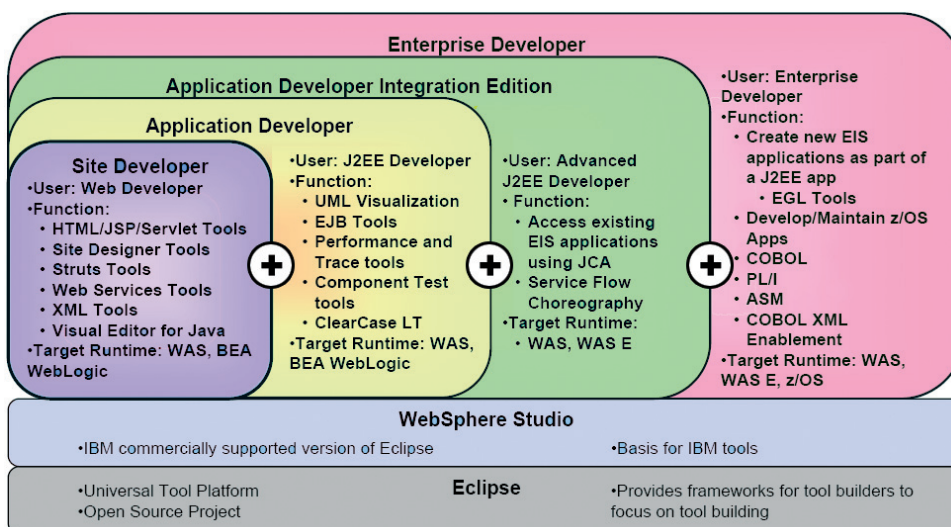 Enterprise Developer
Application Developer Integration Edition
Application Developer
Site Developer
•User: Web Developer
•Function:
• HTML/JSP/Servlet Tools
• Site Designer Tools
• Struts Tools
• Web Services Tools
• XML Tools
• Visual Editor for Java
•Target Runtime: WAS, BEA
WebLogic
+
•User: J2EE Developer
•Function:
• UML Visualization
• EJB Tools
• Performance and
Trace tools
• Component Test
tools
• ClearCase LT
•Target Runtime: WAS,
BEA WebLogic
+
•User: Advanced
J2EE Developer
• Function:
• Access existing
EIS applications
using JCA
• Service Flow
Choreography
• Target Runtime:
• WAS, WAS E
+
•User: Enterprise
Developer
•Function:
• Create new EIS
applications as part of
a J2EE app
• EGL Tools
• Develop/Maintain z/OS
Apps
• COBOL
• PL/I
• ASM
• COBOL XML
Enablement
•Target Runtime: WAS,
WAS E, z/OS
WebSphere Studio
•IBM commercially supported version of Eclipse
•Basis for IBM tools
Eclipse
•Universal Tool Platform
•Open Source Project
•Provides frameworks for tool builders to
focus on tool building